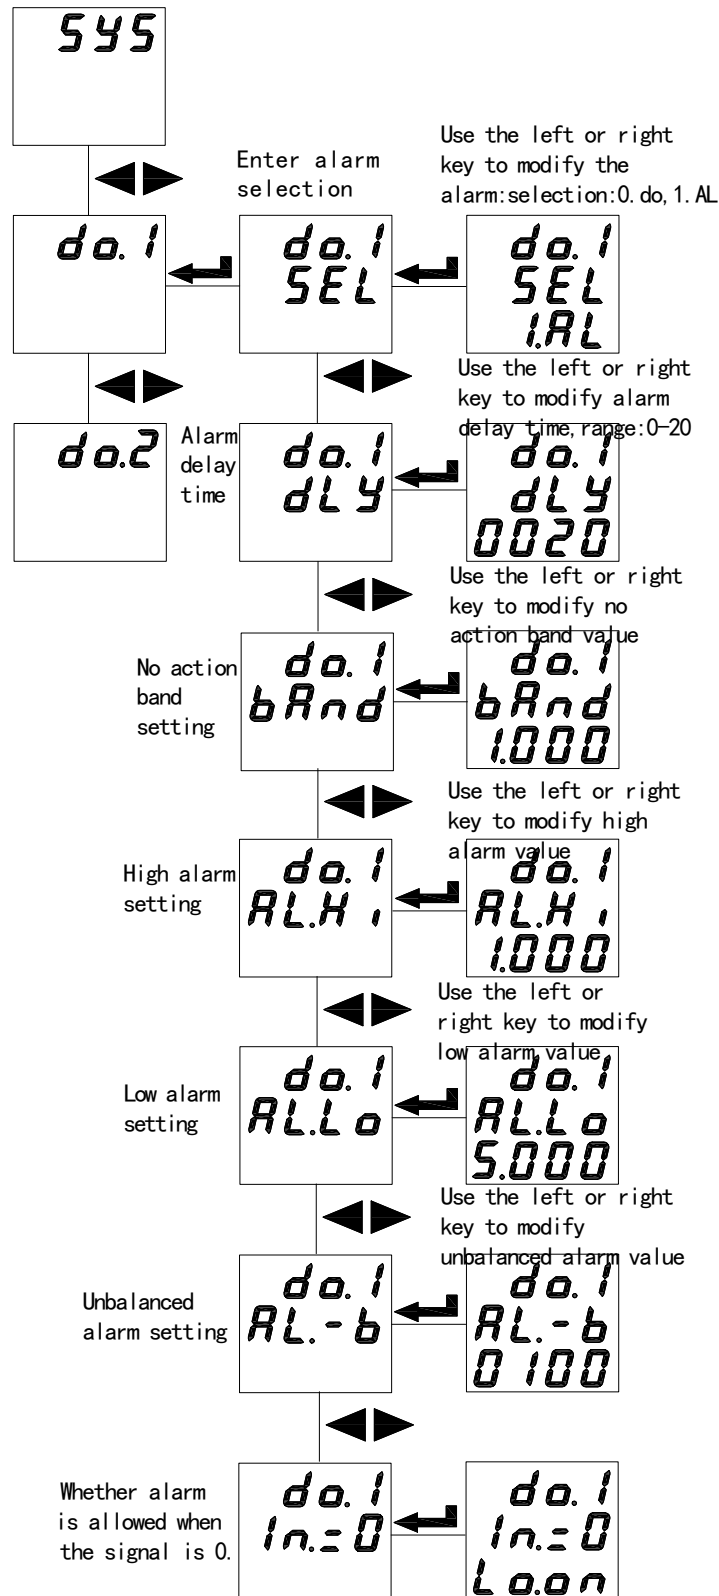 SYS
Enter alarm
selection
Use the left or right
key to modify the
alarm:selection:0.do,1.AL
do.1
do.1
SEL
do.1
SEL
1.AL
Use the left or right
key to modify alarm
delay time,range:0-20
do.2
Alarm
delay
time
do.1
dLY
do.1
dLY
0020
Use the left or right
key to modify no
action band value
No action
band
setting
do.1
bAnd
do.1
bAnd
1.000
Use the left or right
key to modify high
alarm value
High alarm
setting
do.1
AL.Hi
do.1
AL.Hi
1.000
Use the left or
right key to modify
low alarm value
Low alarm
setting
do.1
AL.Lo
do.1
AL.Lo
5.000
Use the left or right
key to modify
unbalanced alarm value
Unbalanced
alarm setting
do.1
AL.-b
do.1
AL.-b
0100
Whether alarm
is allowed when
the signal is 0.
do.1
In.=0
do.1
In.=0
Lo.on